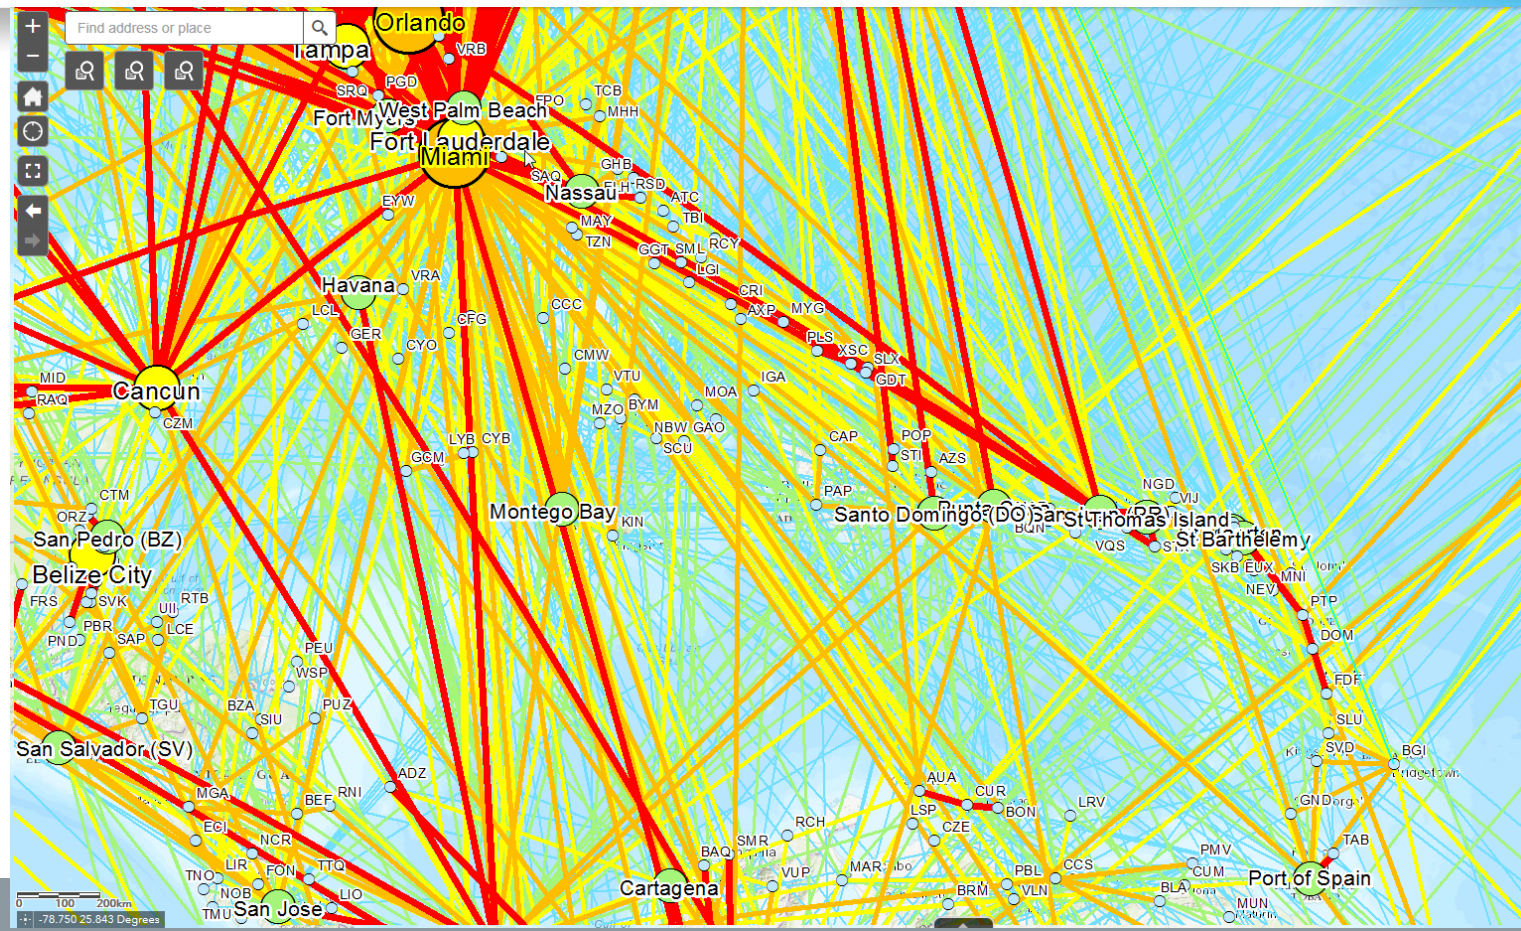 +
Find address or place
−
Orlando
Tampa
VRB
PGD
SRQ
West Palm Beach
FPO
TCB
MHH
Fort Myers
Fort Lauderdale
Miami
GHB
SAQ
ELH
RSD
Nassau
ATC
EYW
TBI
MAY
TZN
GGT
SML
RCY
LGI
VRA
Havana
CRI
AXP
MYG
LCL
CCC
CFG
GER
PLS
CYO
XSC
SLX
CMW
GDT
MID
VTU
IGA
Cancun
RAQ
MOA
BYM
MZO
CZM
NBW
GAO
SCU
LYB
CYB
CAP
POP
GCM
STI
AZS
CTM
PAP
NGD
VIJ
ORZ
Montego Bay
KIN
Santo Domingo (DO)
St Thomas Island
BQN
San Pedro (BZ)
VQS
St Barthelemy
Belize City
SKB
EUX
MNI
NEV
FRS
SVK
RTB
UII
PTP
PND
PBR
LCE
SAP
DOM
PEU
WSP
FDF
TGU
BZA
SIU
PUZ
SLU
San Salvador (SV)
SVD
BGI
Bridgetown
ADZ
AUA
MGA
BEF
RNI
CUR
LSP
BON
LRV
GND
ECI
RCH
CZE
NCR
SMR
TAB
BAQ
LIR
FON
TTQ
VUP
MAR
PBL
CCS
PMV
CUM
TNO
NOB
LIO
Cartagena
BRM
VLN
BLA
Port of Spain
TMU
San Jose
MUN
Maturin
0 100 200km
-78.750 25.843 Degrees